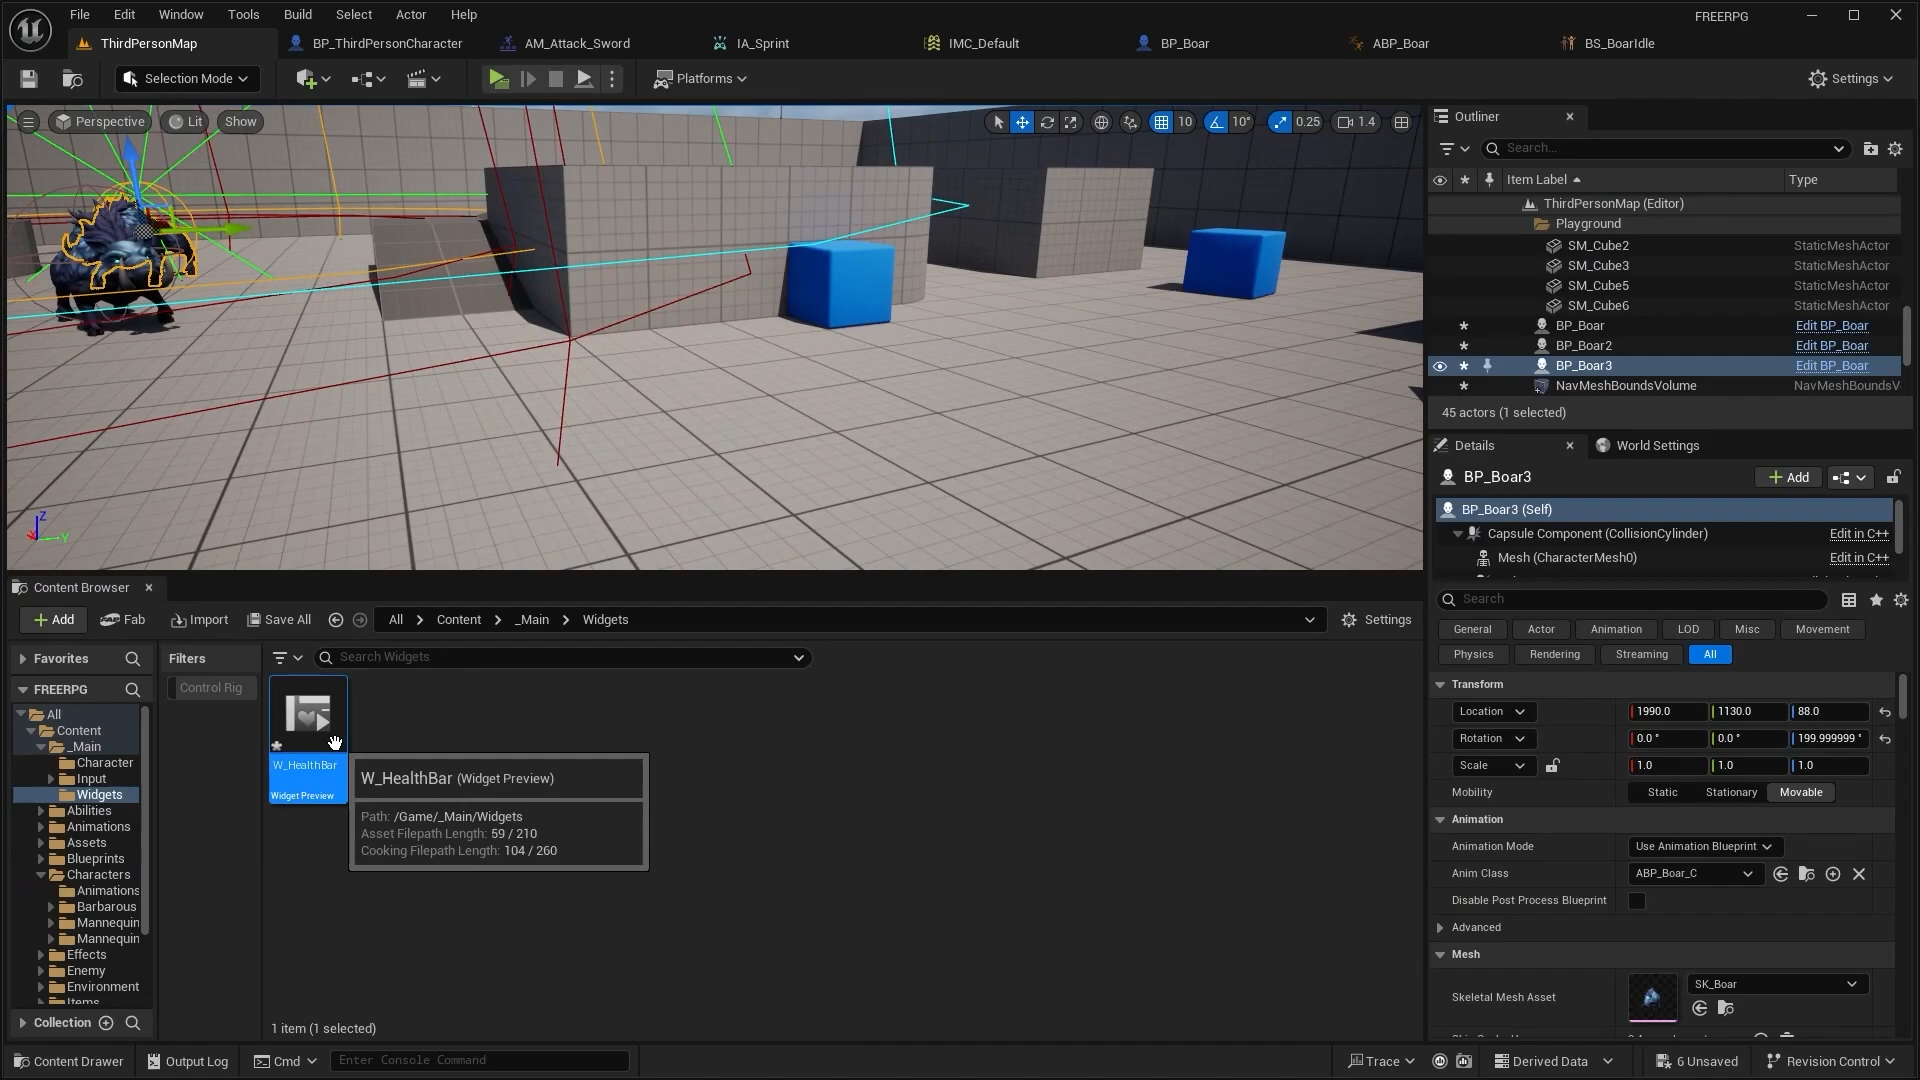 File Edit Window Tools Build Select Actor Help
FREERPG
ThirdPersonMap BP_ThirdPersonCharacter AM_Attack_Sword IA_Sprint IMC_Default BP_Boar ABP_Boar BS_BoarIdle
Selection Mode Platforms Settings
Perspective Lit Show 10 10° 0.25 1.4
Z
Y
Outliner
Search...
Item Label Type
ThirdPersonMap (Editor)
Playground
SM_Cube2 StaticMeshActor
SM_Cube3 StaticMeshActor
SM_Cube5 StaticMeshActor
SM_Cube6 StaticMeshActor
BP_Boar Edit BP_Boar
BP_Boar2 Edit BP_Boar
BP_Boar3 Edit BP_Boar
NavMeshBoundsVolume NavMeshBoundsV
45 actors (1 selected)
Details World Settings
BP_Boar3 Add
BP_Boar3 (Self)
Capsule Component (CollisionCylinder) Edit in C++
Mesh (CharacterMesh0) Edit in C++
Search
General Actor Animation LOD Misc Movement
Physics Rendering Streaming All
Transform
Location 1990.0 1130.0 88.0
Rotation 0.0 ° 0.0 ° 199.999999 °
Scale 1.0 1.0 1.0
Mobility Static Stationary Movable
Animation
Animation Mode Use Animation Blueprint
Anim Class ABP_Boar_C
Disable Post Process Blueprint
Advanced
Mesh
Skeletal Mesh Asset SK_Boar
Content Browser
Add Fab Import Save All All Content _Main Widgets Settings
Favorites
FREERPG
All
Content
_Main
Character
Input
Widgets
Abilities
Animations
Assets
Blueprints
Characters
Animations
Barbarous
Mannequin
Mannequin
Effects
Enemy
Environment
Items
Collection
Filters
Control Rig
Search Widgets
W_HealthBar
Widget Preview
W_HealthBar (Widget Preview)
Path: /Game/_Main/Widgets
Asset Filepath Length: 59 / 210
Cooking Filepath Length: 104 / 260
1 item (1 selected)
Content Drawer Output Log Cmd Enter Console Command Trace Derived Data 6 Unsaved Revision Control